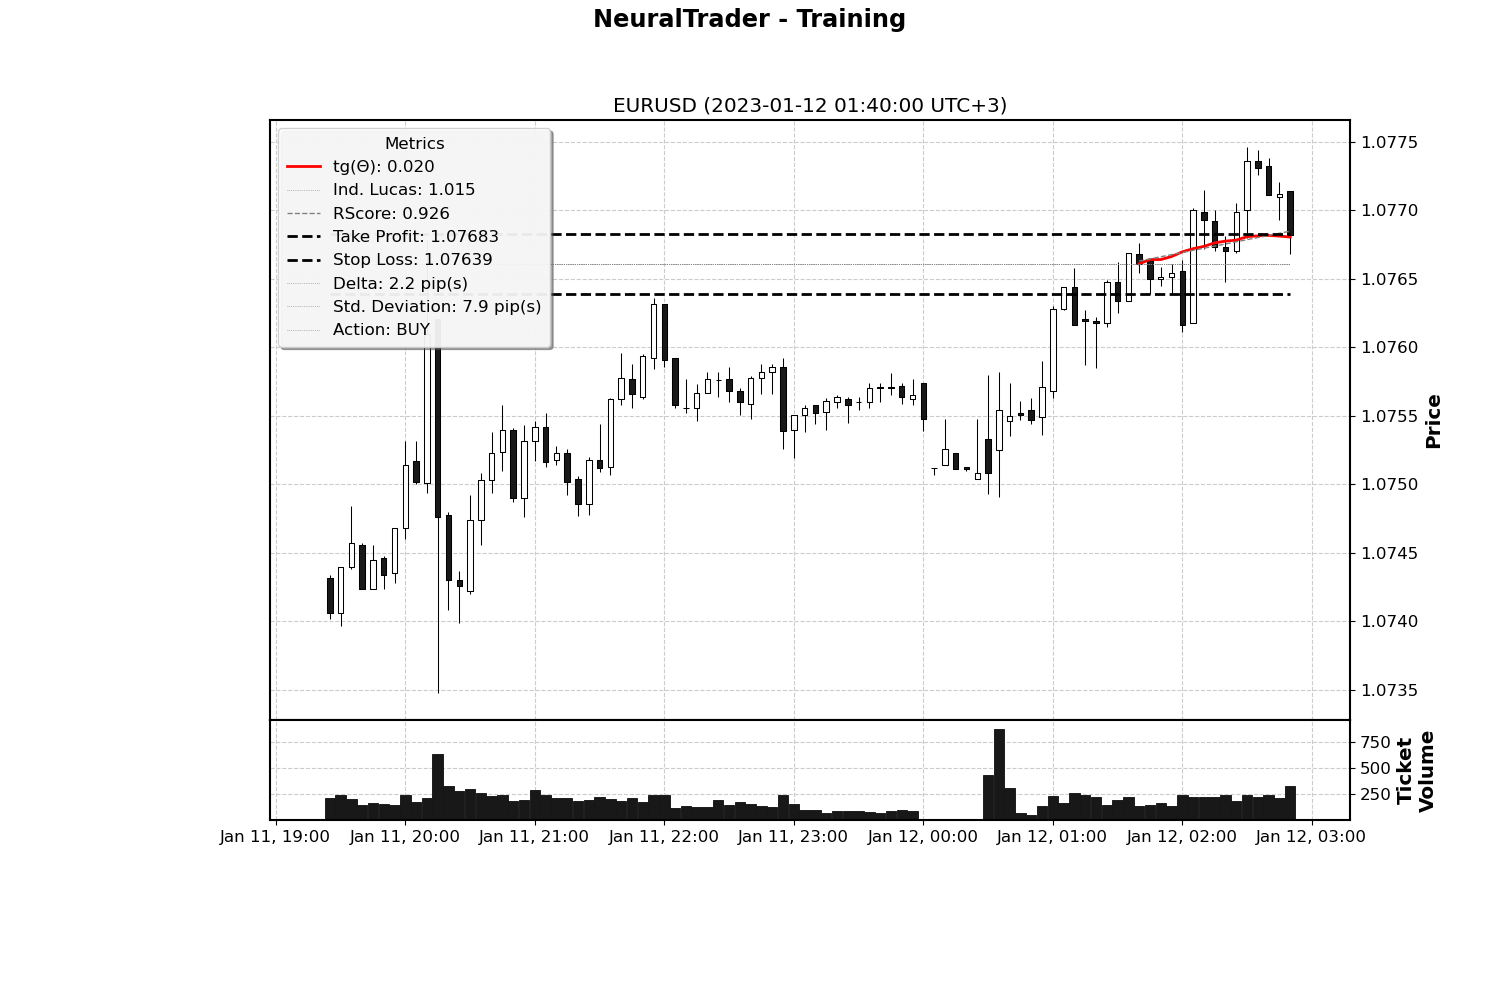 NeuralTrader - Training
EURUSD (2023-01-12 01:40:00 UTC+3)
Metrics
tg(Θ): 0.020
Ind. Lucas: 1.015
RScore: 0.926
Take Profit: 1.07683
Stop Loss: 1.07639
Delta: 2.2 pip(s)
Std. Deviation: 7.9 pip(s)
Action: BUY
1.0775
1.0770
1.0765
1.0760
1.0755
1.0750
1.0745
1.0740
1.0735
Price
750
500
250
Ticket
Volume
Jan 11, 19:00
Jan 11, 20:00
Jan 11, 21:00
Jan 11, 22:00
Jan 11, 23:00
Jan 12, 00:00
Jan 12, 01:00
Jan 12, 02:00
Jan 12, 03:00